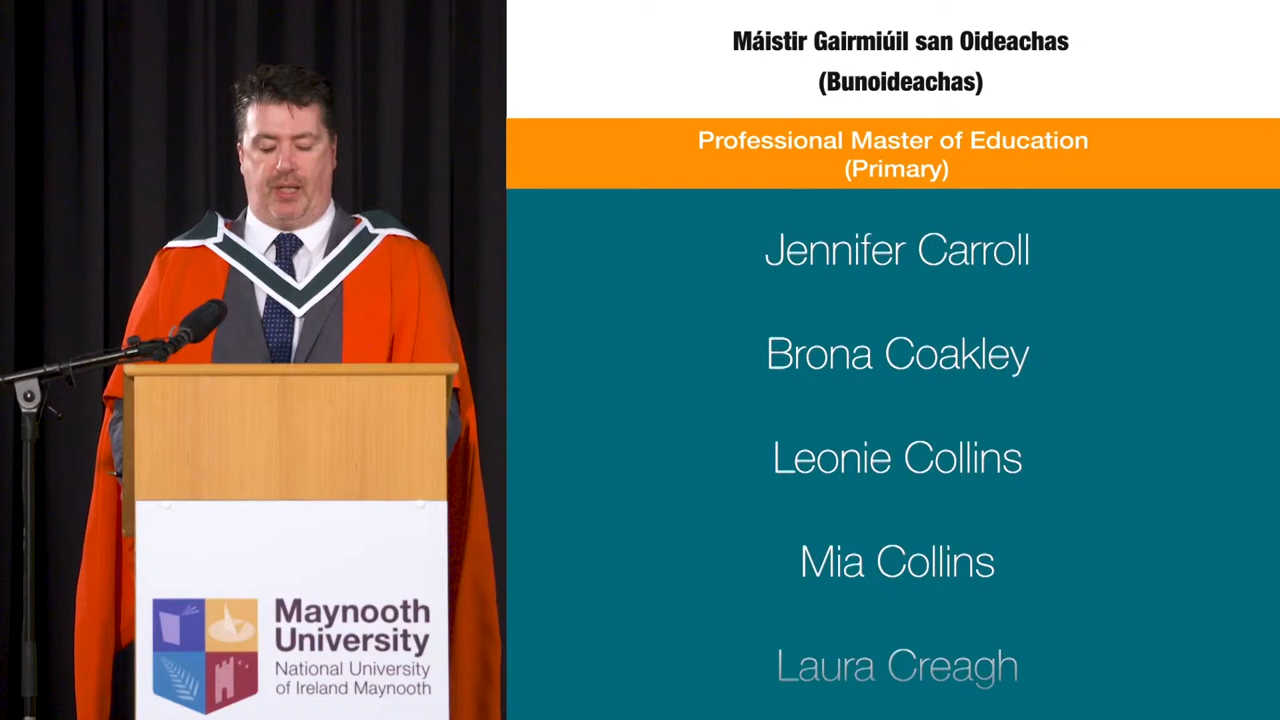 Máistir Gairmiúil san Oideachas
(Bunoideachas)
Professional Master of Education
(Primary)
Jennifer Carroll
Brona Coakley
Leonie Collins
Mia Collins
Laura Creagh
Maynooth
University
National University
of Ireland Maynooth